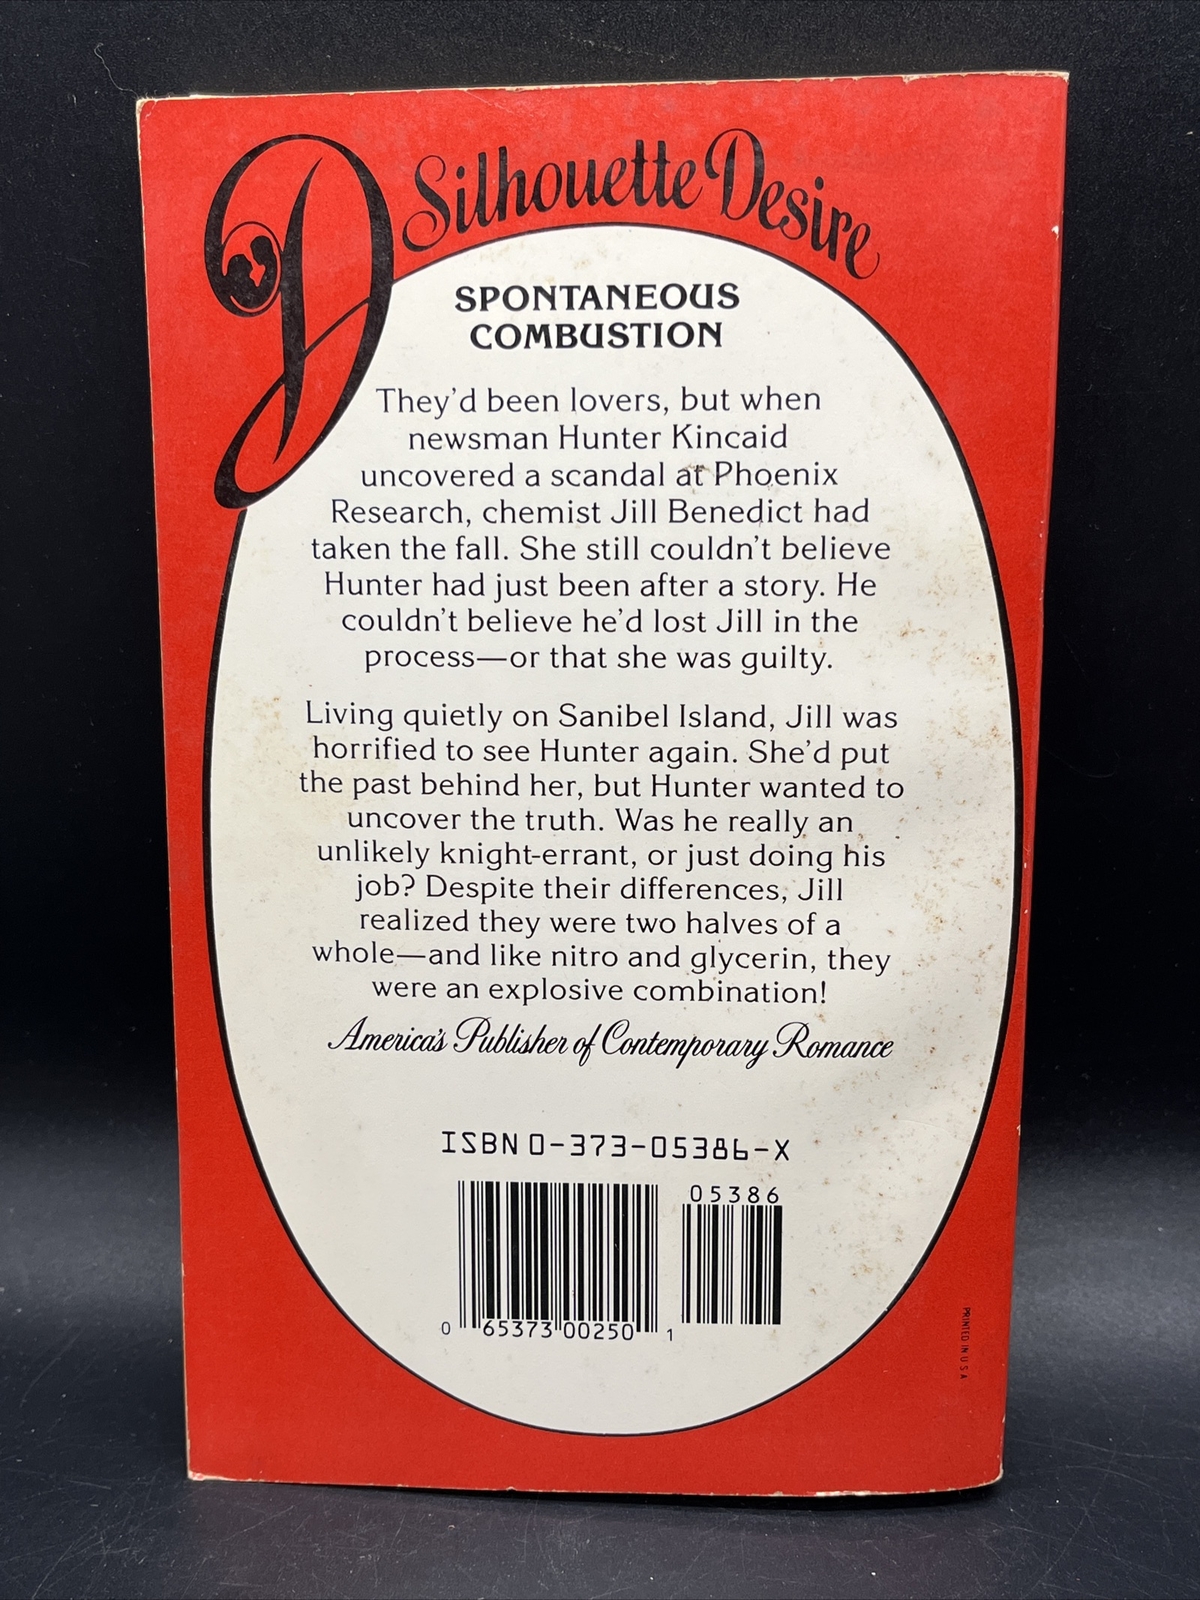 D Silhouette Desire
SPONTANEOUS
COMBUSTION
They'd been lovers, but when
newsman Hunter Kincaid
uncovered a scandal at Phoenix
Research, chemist Jill Benedict had
taken the fall. She still couldn't believe
Hunter had just been after a story. He
couldn't believe he'd lost Jill in the
process—or that she was guilty.
Living quietly on Sanibel Island, Jill was
horrified to see Hunter again. She'd put
the past behind her, but Hunter wanted to
uncover the truth. Was he really an
unlikely knight-errant, or just doing his
job? Despite their differences, Jill
realized they were two halves of a
whole—and like nitro and glycerin, they
were an explosive combination!
America's Publisher of Contemporary Romance
ISBN 0-373-05386-X
05386
0 65373 00250 1
PRINTED IN U S A